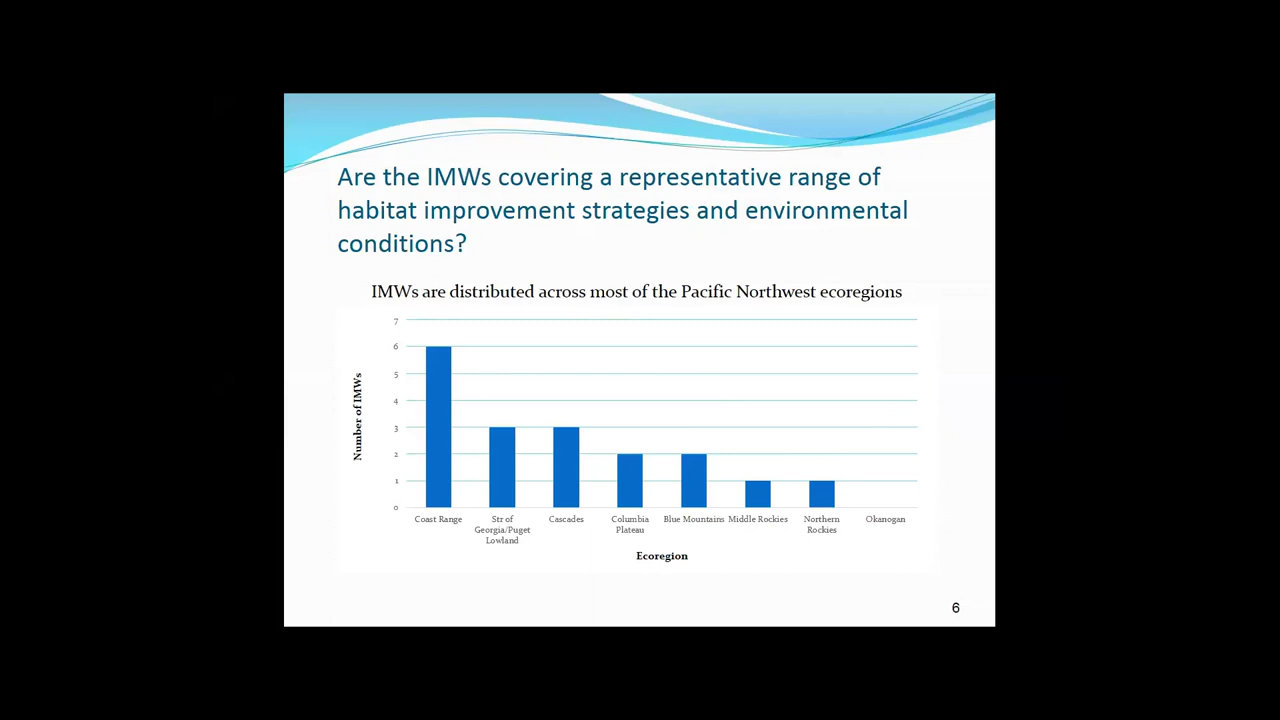 Are the IMWs covering a representative range of
habitat improvement strategies and environmental
conditions?
IMWs are distributed across most of the Pacific Northwest ecoregions
7
6
5
4
3
2
1
0
Number of IMWs
Coast Range
Str of
Georgia/Puget
Lowland
Cascades
Columbia
Plateau
Blue Mountains
Middle Rockies
Northern
Rockies
Okanogan
Ecoregion
6